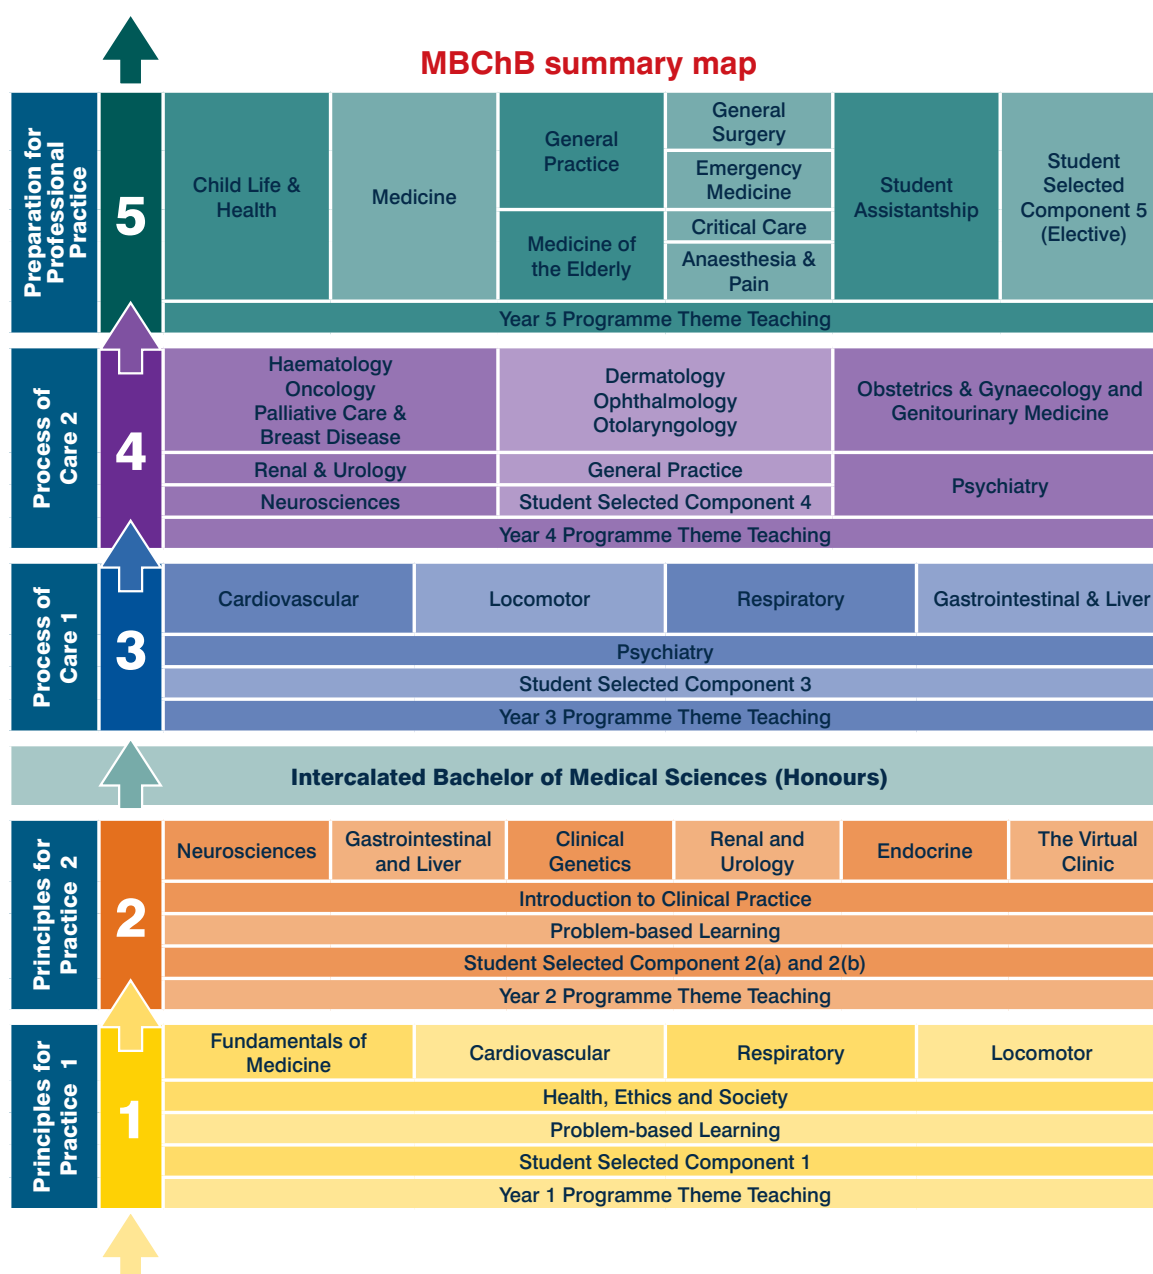 MBChB summary map
Preparation for
Professional
Practice
5
Child Life &
Health
Medicine
General
Practice
Medicine of
the Elderly
General
Surgery
Emergency
Medicine
Critical Care
Anaesthesia &
Pain
Student
Assistantship
Student
Selected
Component 5
(Elective)
Year 5 Programme Theme Teaching
Process of
Care 2
4
Haematology
Oncology
Palliative Care &
Breast Disease
Renal & Urology
Neurosciences
Dermatology
Ophthalmology
Otolaryngology
General Practice
Student Selected Component 4
Obstetrics & Gynaecology and
Genitourinary Medicine
Psychiatry
Year 4 Programme Theme Teaching
Process of
Care 1
3
Cardiovascular
Locomotor
Respiratory
Gastrointestinal & Liver
Psychiatry
Student Selected Component 3
Year 3 Programme Theme Teaching
Intercalated Bachelor of Medical Sciences (Honours)
Principles for
Practice 2
2
Neurosciences
Gastrointestinal
and Liver
Clinical
Genetics
Renal and
Urology
Endocrine
The Virtual
Clinic
Introduction to Clinical Practice
Problem-based Learning
Student Selected Component 2(a) and 2(b)
Year 2 Programme Theme Teaching
Principles for
Practice 1
1
Fundamentals of
Medicine
Cardiovascular
Respiratory
Locomotor
Health, Ethics and Society
Problem-based Learning
Student Selected Component 1
Year 1 Programme Theme Teaching